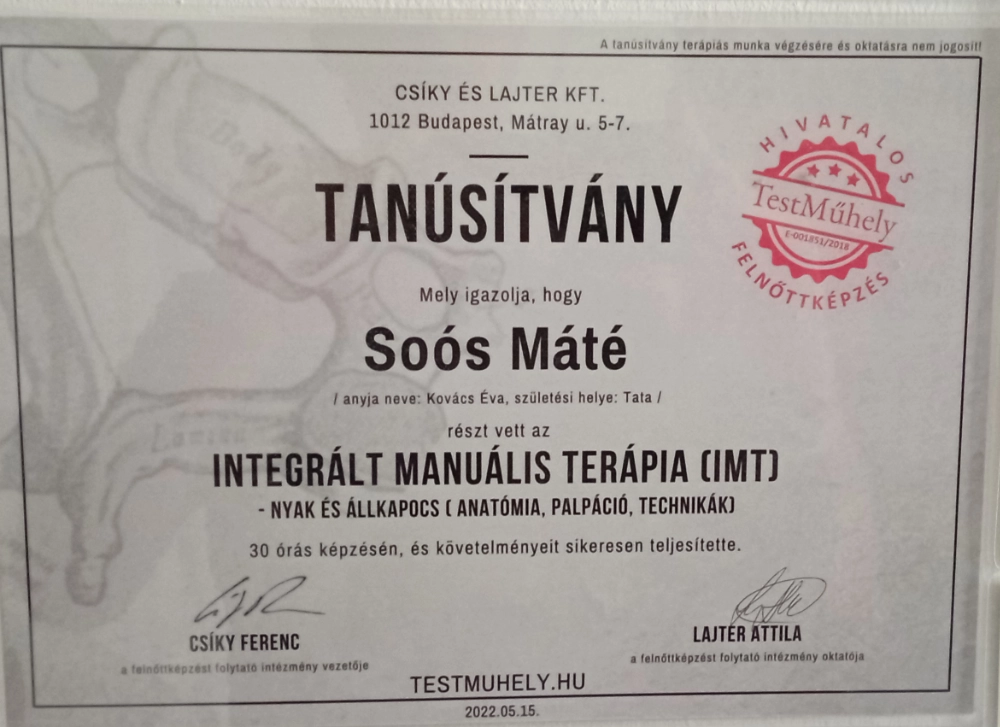 A tanúsítvány terápiás munka végzésére és oktatásra nem jogosít!
CSÍKY ÉS LAJTER KFT.
1012 Budapest, Mátray u. 5-7.
TANÚSÍTVÁNY
HIVATALOS
TestMűhely
E-001851/2018
FELNŐTTKÉPZÉS
Mely igazolja, hogy
Soós Máté
/ anyja neve: Kovács Éva, születési helye: Tata /
részt vett az
INTEGRÁLT MANUÁLIS TERÁPIA (IMT)
- NYAK ÉS ÁLLKAPOCS ( ANATÓMIA, PALPÁCIÓ, TECHNIKÁK)
30 órás képzésén, és követelményeit sikeresen teljesítette.
CSÍKY FERENC
a felnőttképzést folytató intézmény vezetője
LAJTER ATTILA
a felnőttképzést folytató intézmény oktatója
TESTMUHELY.HU
2022.05.15.